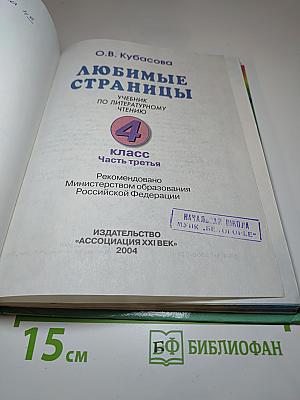 О.В. Кубасова
ЛЮБИМЫЕ
СТРАНИЦЫ
УЧЕБНИК
ПО ЛИТЕРАТУРНОМУ
ЧТЕНИЮ
4
класс
Часть третья
Рекомендовано
Министерством образования
Российской Федерации
НАЧАЛЬНАЯ ШКОЛА
ИЗДАТЕЛЬСТВО
«АССОЦИАЦИЯ XXI ВЕК»
2004
15 см
БФ БИБЛИОФАН